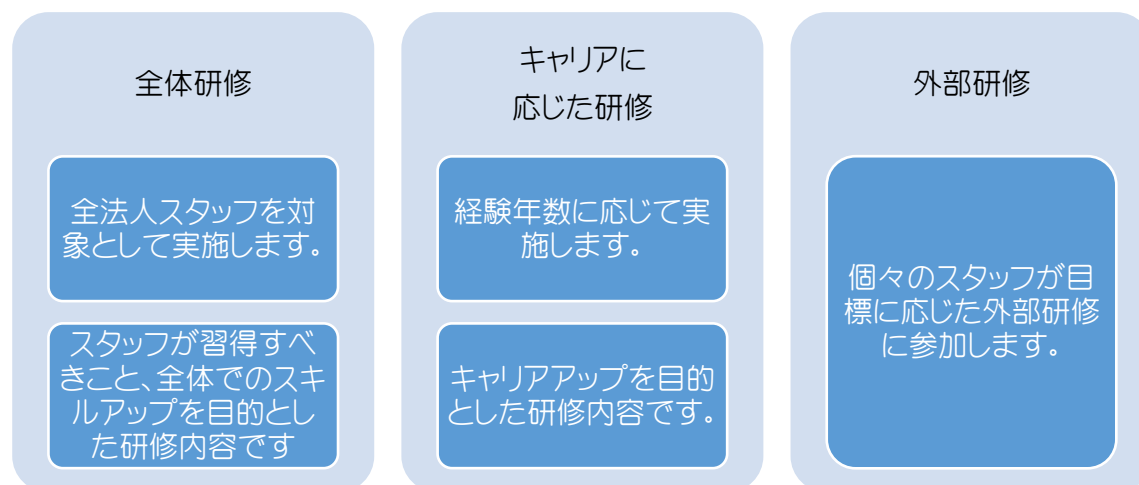 全体研修
全法人スタッフを対
象として実施します。
スタッフが習得すべ
きこと、全体でのスキ
ルアップを目的とし
た研修内容です
キャリアに
応じた研修
経験年数に応じて実
施します。
キャリアアップを目的
とした研修内容です。
外部研修
個々のスタッフが目
標に応じた外部研修
に参加します。